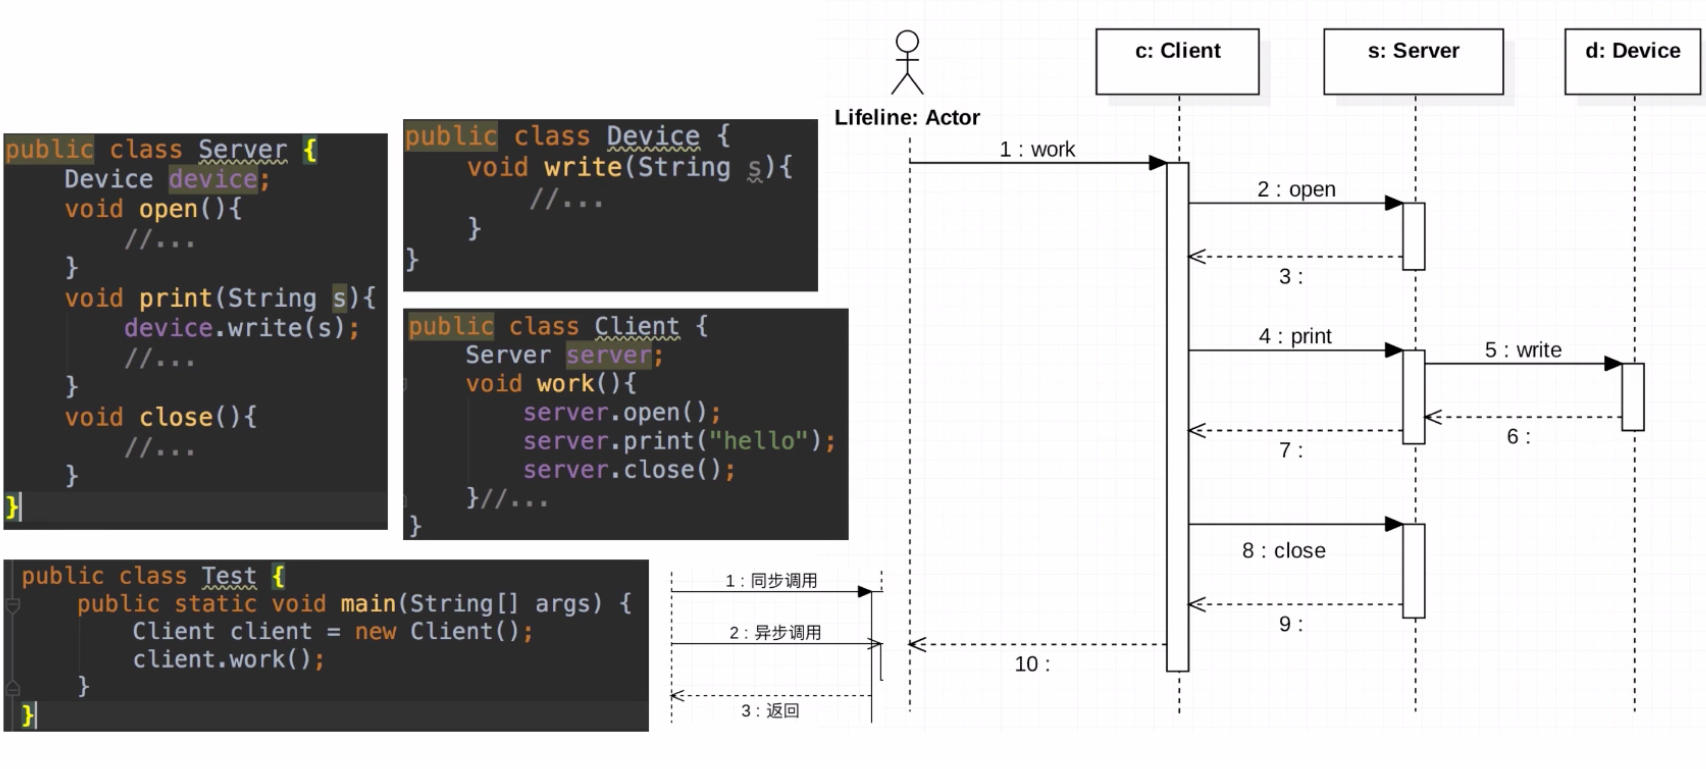 public class Server {
    Device device;
    void open(){
        //...
    }
    void print(String s){
        device.write(s);
        //...
    }
    void close(){
        //...
    }
}
public class Device {
    void write(String s){
        //...
    }
}
public class Client {
    Server server;
    void work(){
        server.open();
        server.print("hello");
        server.close();
    }//...
}
public class Test {
    public static void main(String[] args) {
        Client client = new Client();
        client.work();
    }
}
1 : 同步调用
2 : 异步调用
3 : 返回
Lifeline: Actor
c: Client
s: Server
d: Device
1 : work
2 : open
3 :
4 : print
5 : write
6 :
7 :
8 : close
9 :
10 :